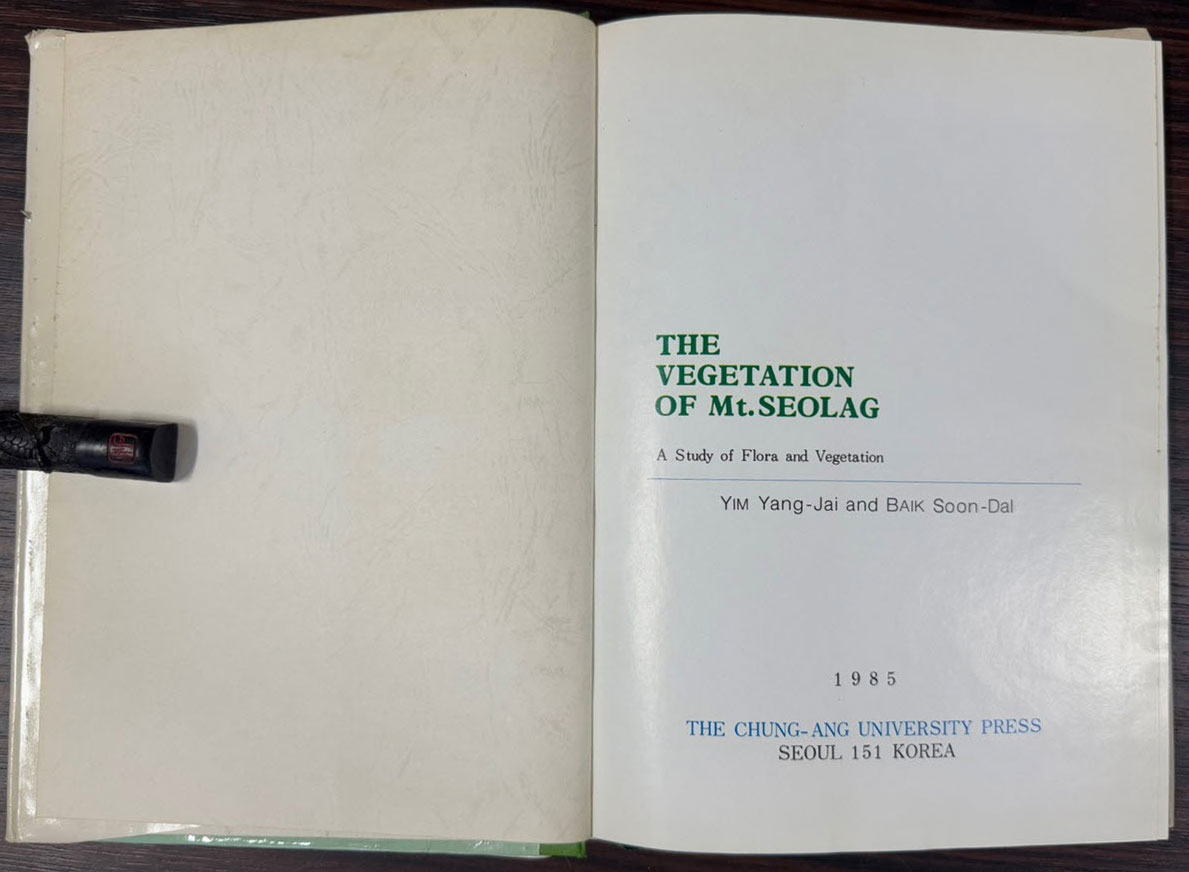 THE
VEGETATION
OF Mt. SEOLAG
A Study of Flora and Vegetation
YIM Yang-Jai and BAIK Soon-Dal
1985
THE CHUNG-ANG UNIVERSITY PRESS
SEOUL 151 KOREA